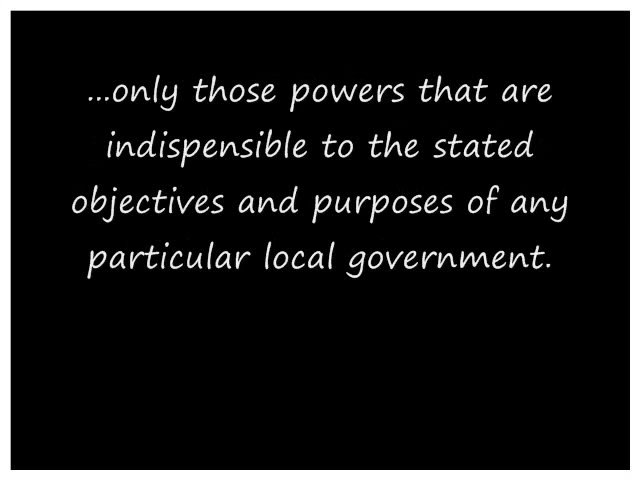 ...only those powers that are
indispensible to the stated
objectives and purposes of any
particular local government.